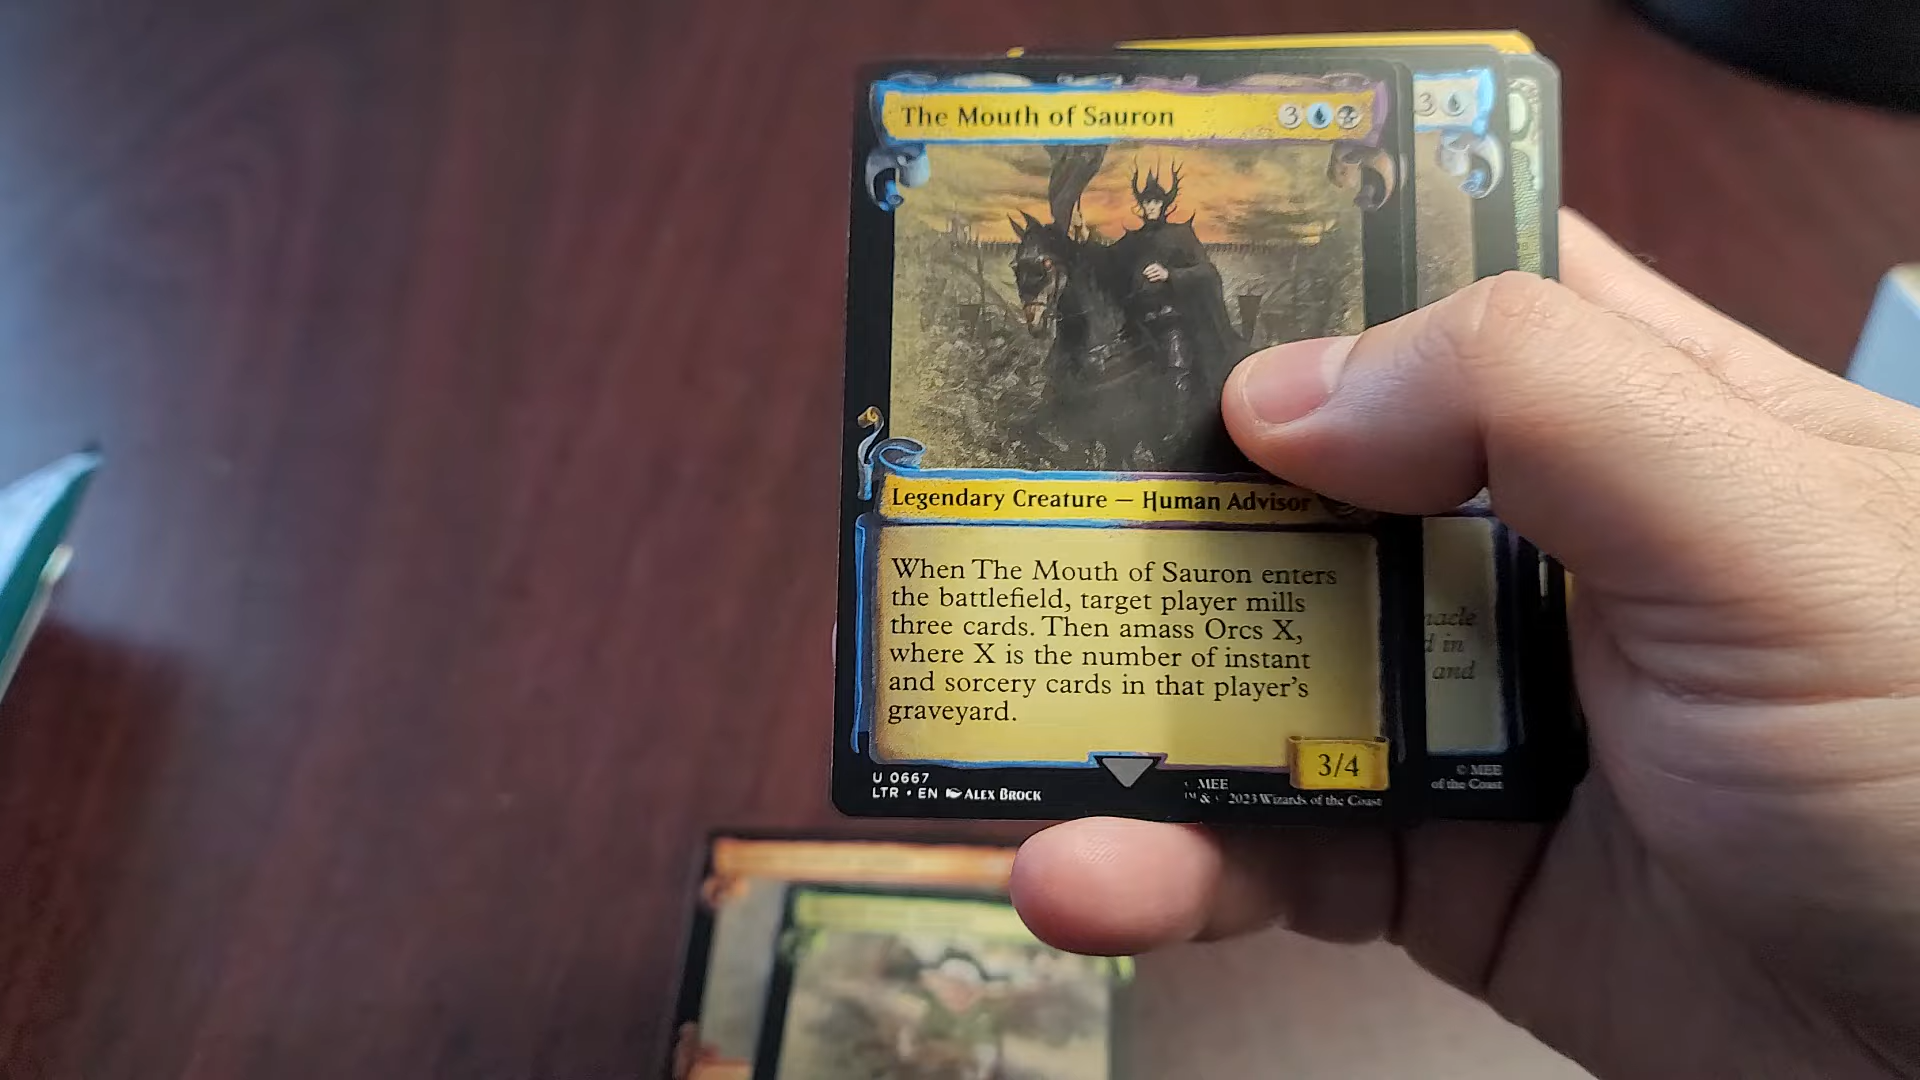 The Mouth of Sauron 3
3
Legendary Creature — Human Advisor
When The Mouth of Sauron enters
the battlefield, target player mills
three cards. Then amass Orcs X,
where X is the number of instant
and sorcery cards in that player's
graveyard.
3/4
U 0667
LTR • EN ALEX BROCK
MEE
™ & © 2023 Wizards of the Coast
d in
and
© MEE
of the Coast